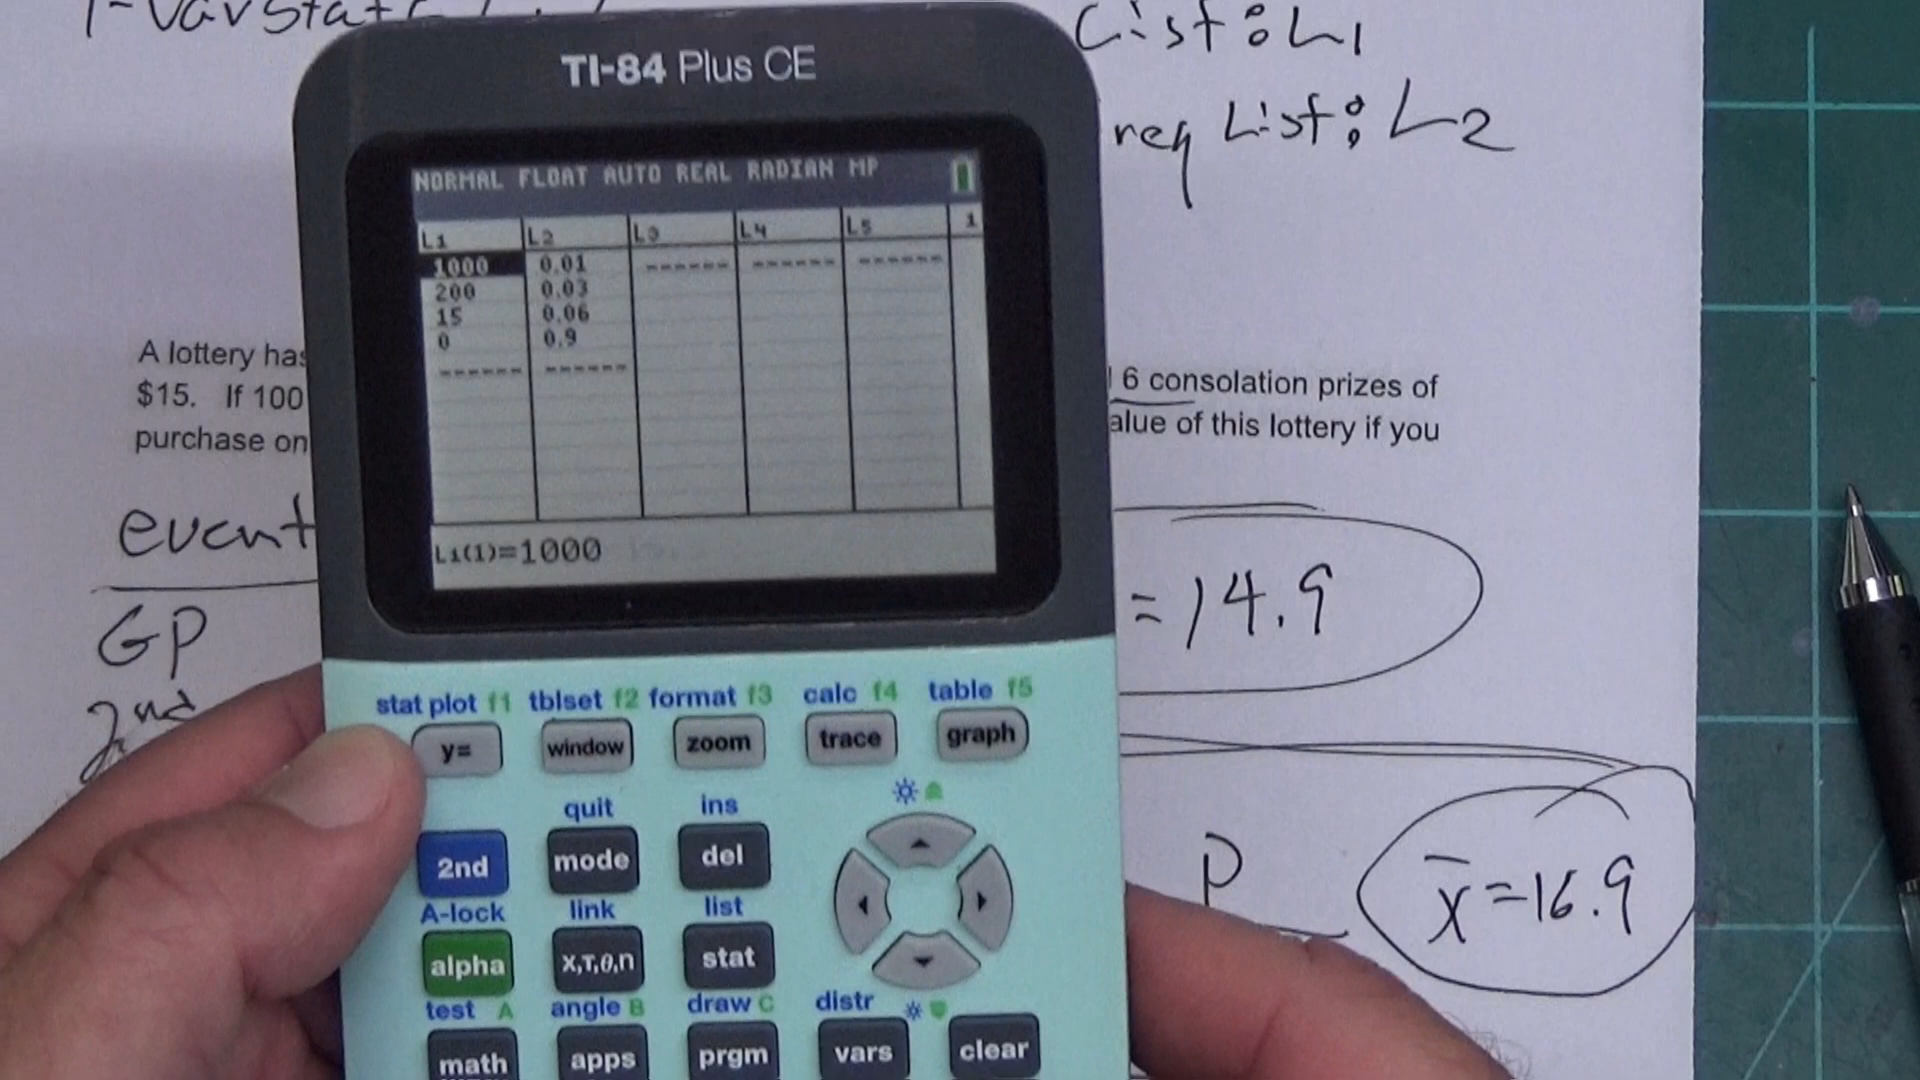 1-VarStats
List: L1
TI-84 Plus CE
req List: L2
NORMAL FLOAT AUTO REAL RADIAN MP
L1 L2 L3 L4 L5 1
1000 0.01 ------ ------ ------
200 0.03
15 0.06
0 0.9
------ ------
L1(1)=1000
A lottery has
6 consolation prizes of
$15. If 100
alue of this lottery if you
purchase on
event
= 14.9
GP
2nd
P
x̄ = 16.9
stat plot f1 tblset f2 format f3 calc f4 table f5
y= window zoom trace graph
quit ins
2nd mode del
A-lock link list
alpha X,T,θ,n stat
test A angle B draw C distr
math apps prgm vars clear